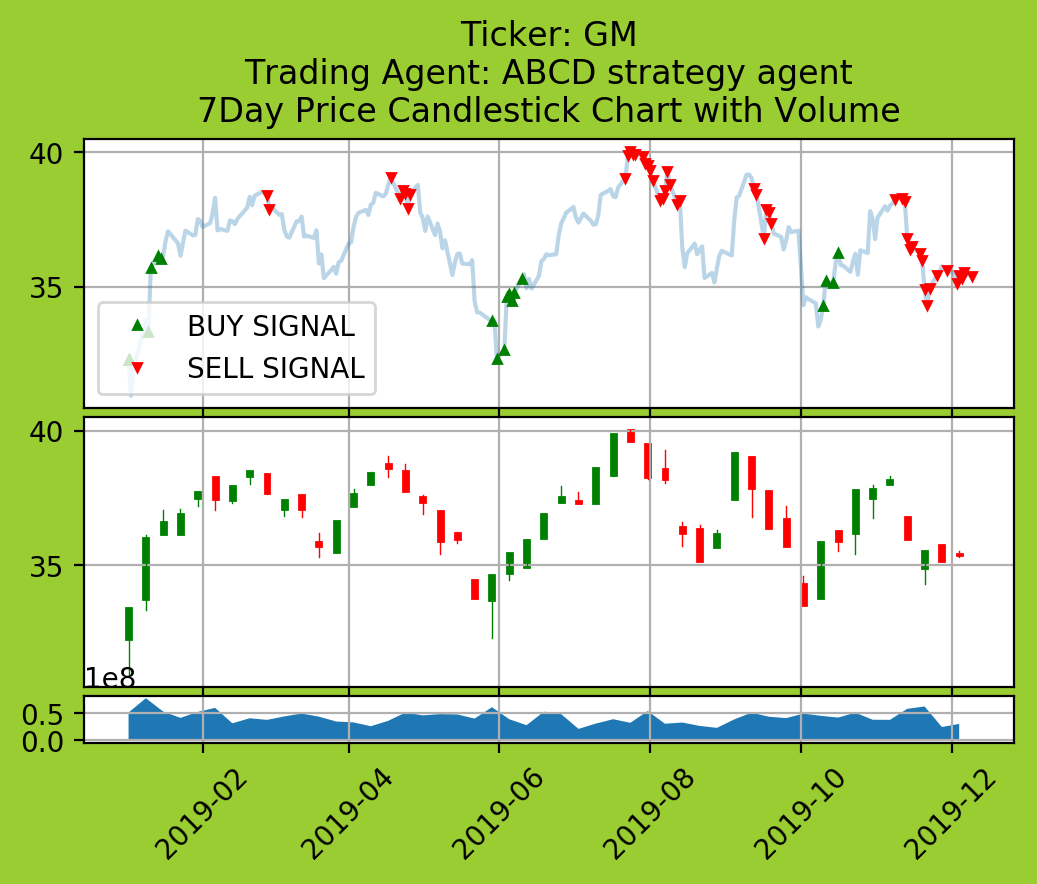 Ticker: GM
Trading Agent: ABCD strategy agent
7Day Price Candlestick Chart with Volume
40
35
BUY SIGNAL
SELL SIGNAL
40
35
1e8
0.5
0.0
2019-02
2019-04
2019-06
2019-08
2019-10
2019-12